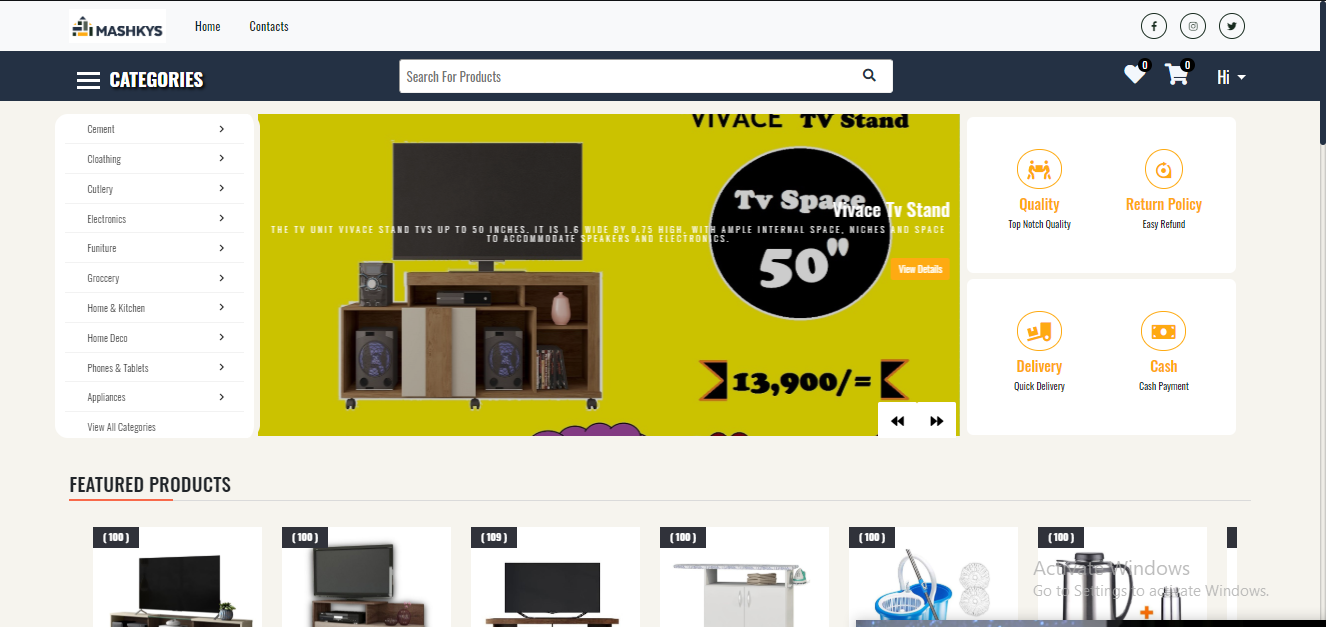 MASHKYS
Home
Contacts
CATEGORIES
Search For Products
0
0
Hi
Cement
Cloathing
Cutlery
Electronics
Funiture
Groccery
Home & Kitchen
Home Deco
Phones & Tablets
Appliances
View All Categories
VIVACE TV Stand
Tv Space
50"
Vivace Tv Stand
THE TV UNIT VIVACE STAND TVS UP TO 50 INCHES. IT IS 1.6 WIDE BY 0.75 HIGH, WITH AMPLE INTERNAL SPACE, NICHES AND SPACE
TO ACCOMMODATE SPEAKERS AND ELECTRONICS.
View Details
13,900/=
Quality
Top Notch Quality
Return Policy
Easy Refund
Delivery
Quick Delivery
Cash
Cash Payment
FEATURED PRODUCTS
( 100 )
( 100 )
( 109 )
( 100 )
( 100 )
( 100 )
Activate Windows
Go to Settings to activate Windows.